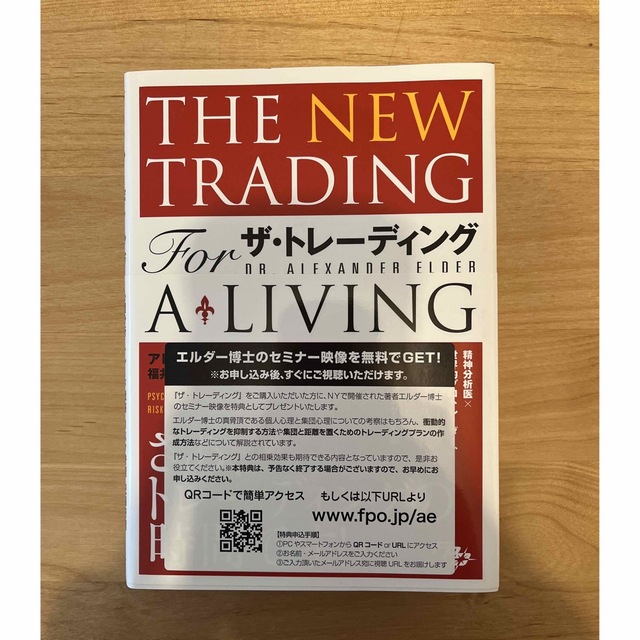 THE NEW
TRADING
For ザ・トレーディング
DR ALEXANDER ELDER
A LIVING
エルダー博士のセミナー映像を無料でGET!
※お申し込み後、すぐにご視聴いただけます。
『ザ・トレーディング』をご購入いただいた方に、NYで開催された著者エルダー博士
のセミナー映像を特典としてプレゼントいたします。
エルダー博士の真骨頂である個人心理と集団心理についての考察はもちろん、衝動的
なトレーディングを抑制する方法や集団と距離を置くためのトレーディングプランの作
成方法などについて解説されています。
『ザ・トレーディング』との相乗効果も期待できる内容となっていますので、是非お
役立てください。※本特典は、予告なく終了する場合がございますので、お早めにお
申し込みください。
QRコードで簡単アクセス もしくは以下URLより
www.fpo.jp/ae
【特典申込手順】
①PCやスマートフォンからQRコード or URLにアクセス
②お名前・メールアドレスをご入力ください
③ご入力頂いたメールアドレス宛に視聴URLをお届けします
精神分析医×
福井
PSYC
RISK